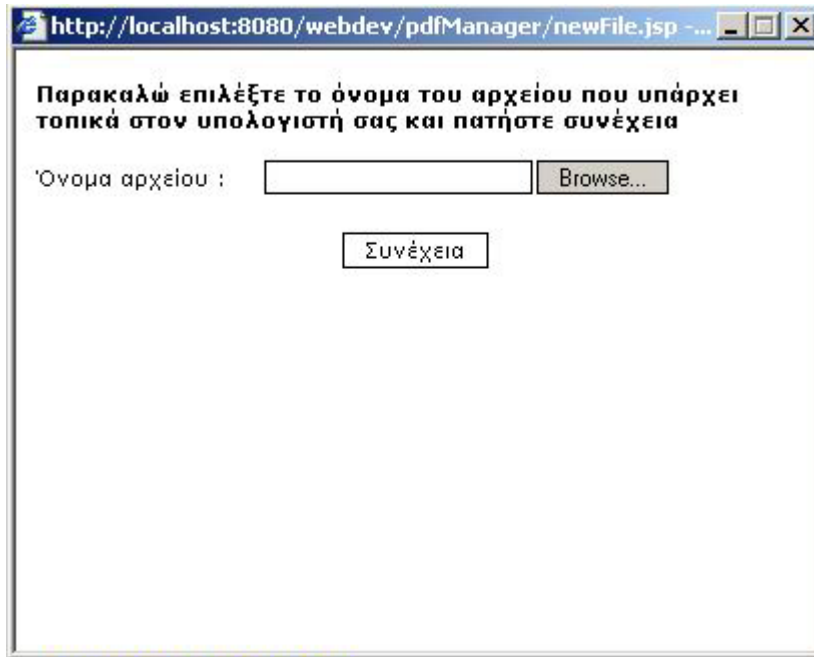 http://localhost:8080/webdev/pdfManager/newFile.jsp -...
Παρακαλώ επιλέξτε το όνομα του αρχείου που υπάρχει
τοπικά στον υπολογιστή σας και πατήστε συνέχεια
Όνομα αρχείου : Browse...
Συνέχεια